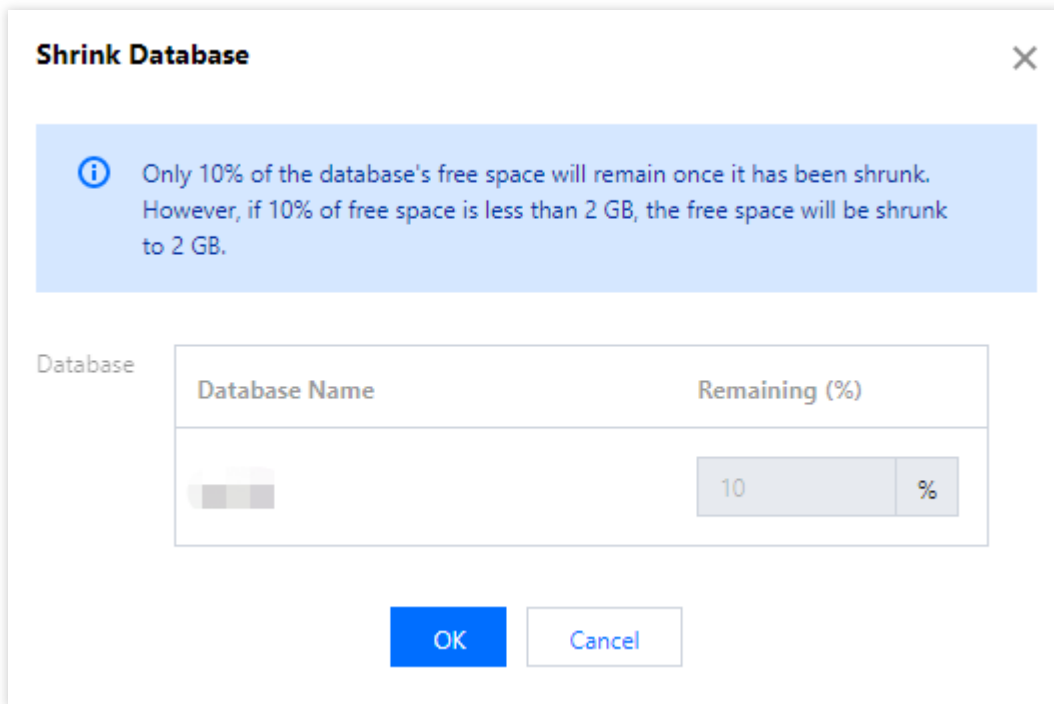 Shrink Database
Only 10% of the database's free space will remain once it has been shrunk.
However, if 10% of free space is less than 2 GB, the free space will be shrunk
to 2 GB.
Database
Database Name Remaining (%)
10 %
OK Cancel